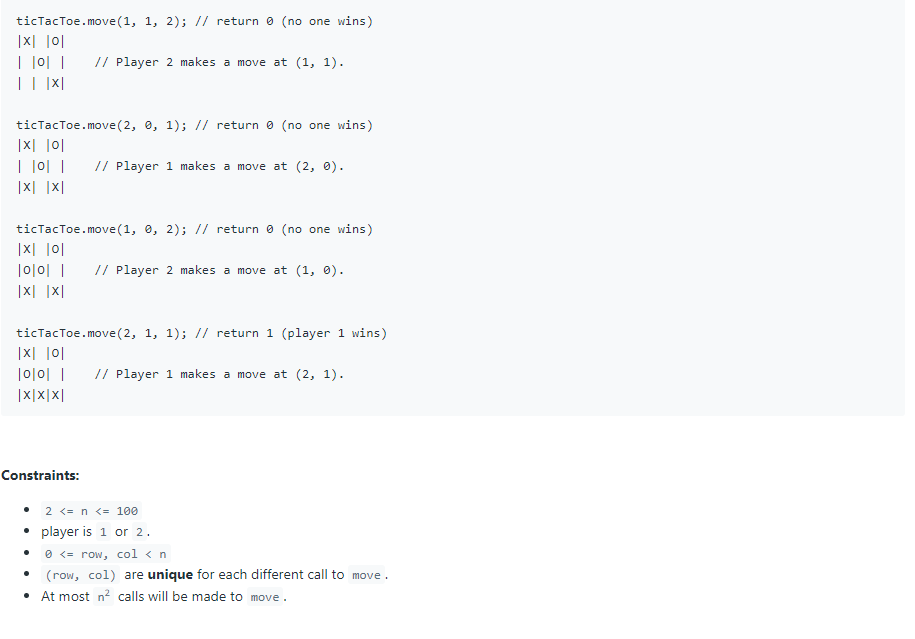 ticTacToe.move(1, 1, 2); // return 0 (no one wins)
|X| |O|
| |O| |    // Player 2 makes a move at (1, 1).
| | |X|
ticTacToe.move(2, 0, 1); // return 0 (no one wins)
|X| |O|
| |O| |    // Player 1 makes a move at (2, 0).
|X| |X|
ticTacToe.move(1, 0, 2); // return 0 (no one wins)
|X| |O|
|O|O| |    // Player 2 makes a move at (1, 0).
|X| |X|
ticTacToe.move(2, 1, 1); // return 1 (player 1 wins)
|X| |O|
|O|O| |    // Player 1 makes a move at (2, 1).
|X|X|X|
Constraints:
• 2 <= n <= 100
• player is 1 or 2.
• 0 <= row, col < n
• (row, col) are unique for each different call to move.
• At most n² calls will be made to move.